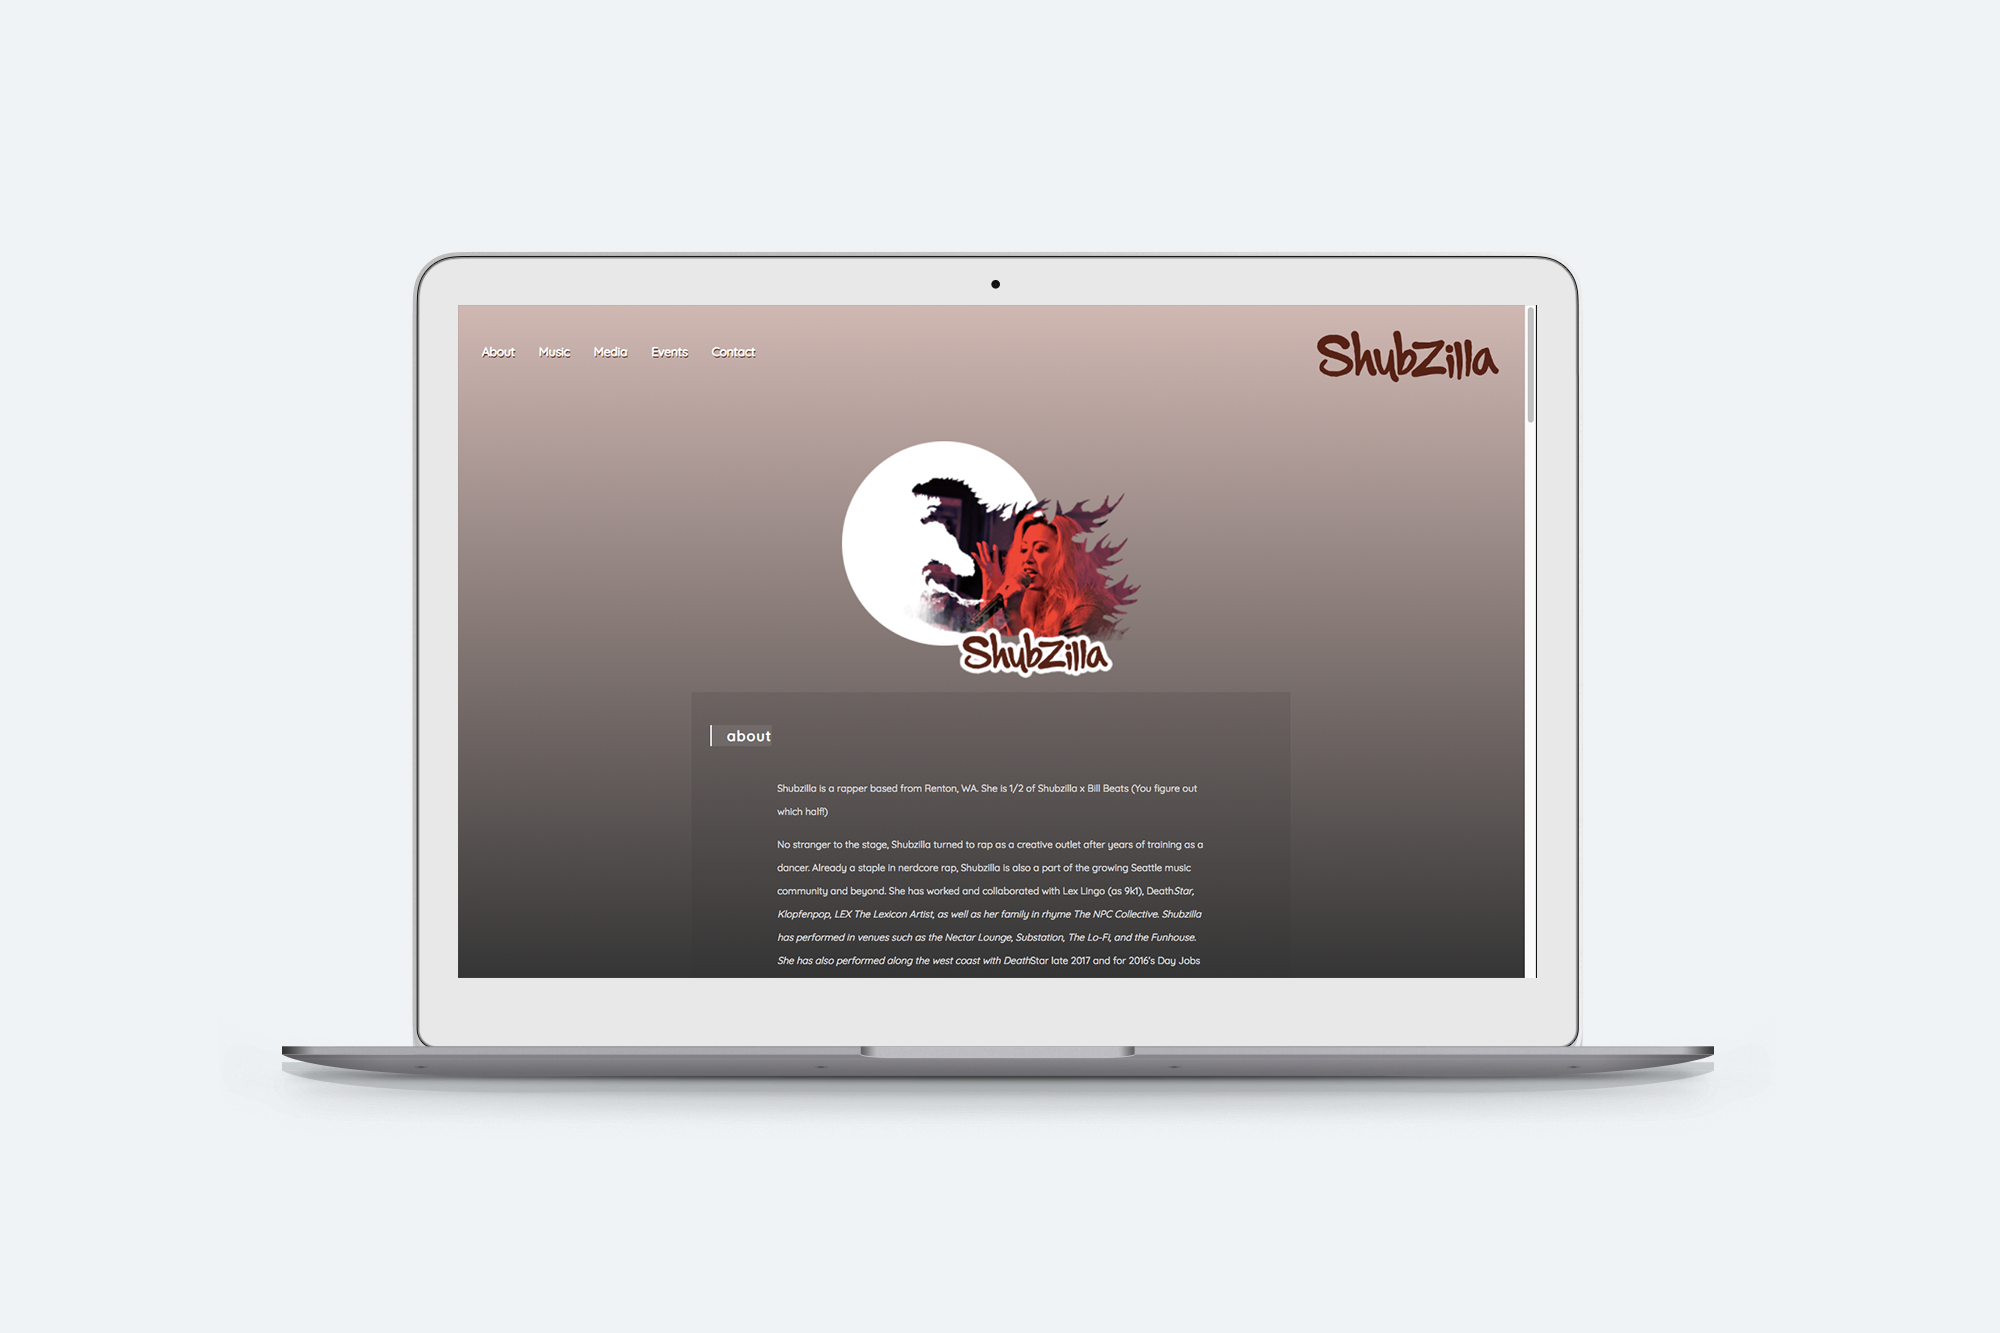 About Music Media Events Contact
ShubZilla
ShubZilla
about
Shubzilla is a rapper based from Renton, WA. She is 1/2 of Shubzilla x Bill Beats (You figure out
which half!)
No stranger to the stage, Shubzilla turned to rap as a creative outlet after years of training as a
dancer. Already a staple in nerdcore rap, Shubzilla is also a part of the growing Seattle music
community and beyond. She has worked and collaborated with Lex Lingo (as 9k1), DeathStar,
Klopfenpop, LEX The Lexicon Artist, as well as her family in rhyme The NPC Collective. Shubzilla
has performed in venues such as the Nectar Lounge, Substation, The Lo-Fi, and the Funhouse.
She has also performed along the west coast with DeathStar late 2017 and for 2016's Day Jobs